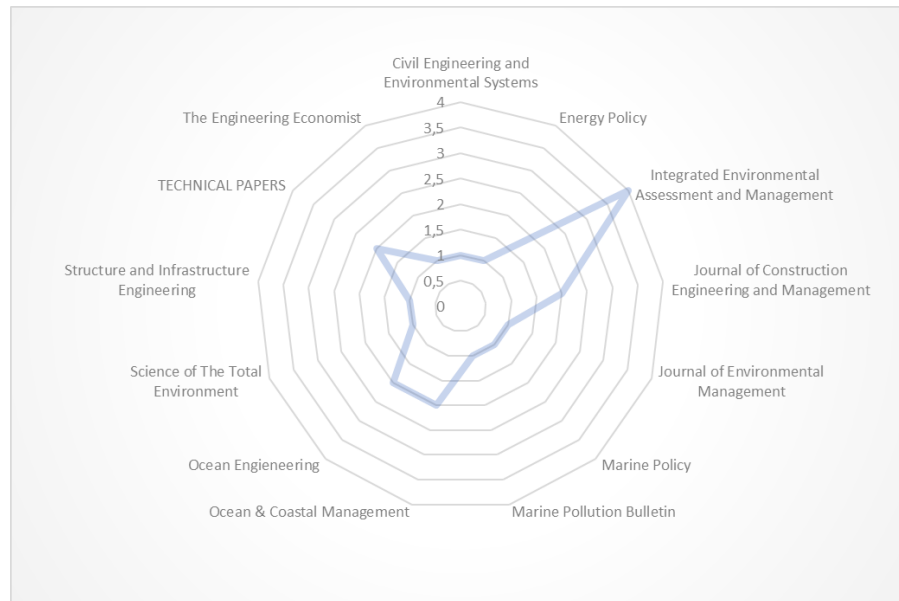 Civil Engineering and
Environmental Systems
4
3,5
3
2,5
2
1,5
1
0,5
0
Energy Policy
Integrated Environmental
Assessment and Management
Journal of Construction
Engineering and Management
Journal of Environmental
Management
Marine Policy
Marine Pollution Bulletin
Ocean & Coastal Management
Ocean Engieneering
Science of The Total
Environment
Structure and Infrastructure
Engineering
TECHNICAL PAPERS
The Engineering Economist